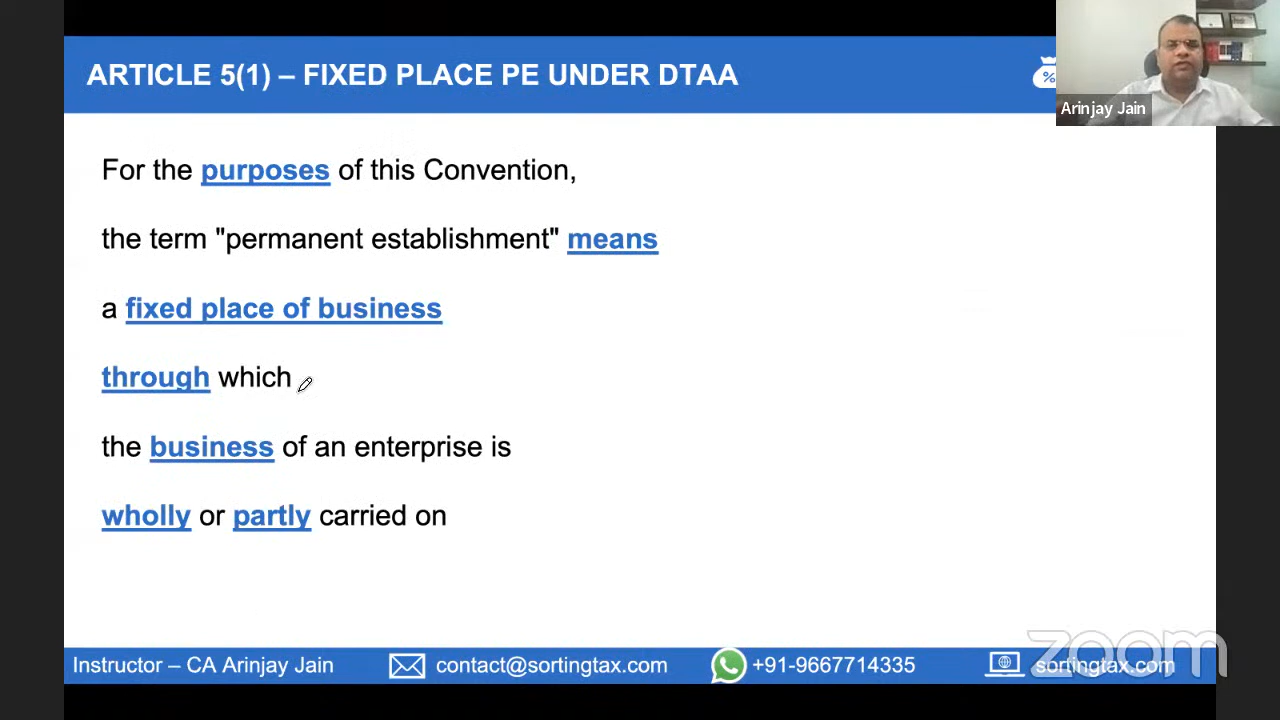 ARTICLE 5(1) – FIXED PLACE PE UNDER DTAA
%
Arinjay Jain
For the purposes of this Convention,
the term "permanent establishment" means
a fixed place of business
through which
the business of an enterprise is
wholly or partly carried on
zoom
Instructor – CA Arinjay Jain contact@sortingtax.com +91-9667714335 sortingtax.com